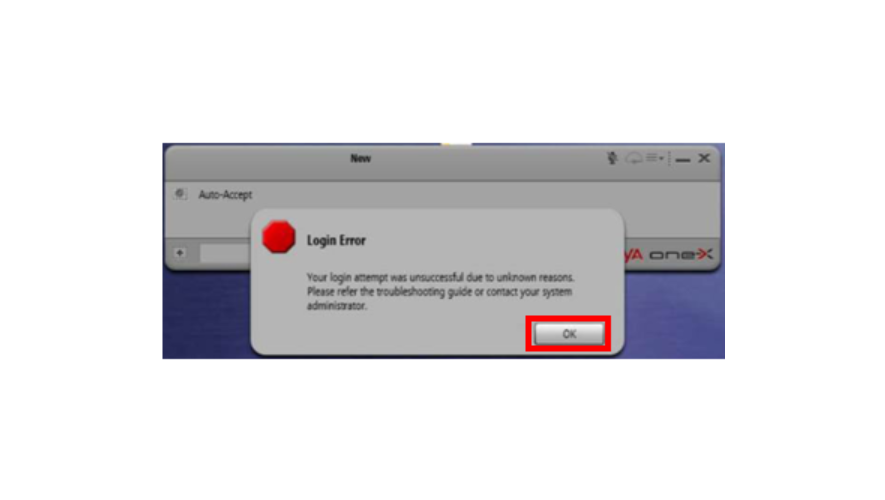 New
Auto-Accept
Login Error
Your login attempt was unsuccessful due to unknown reasons.
Please refer the troubleshooting guide or contact your system
administrator.
YA one-X
OK